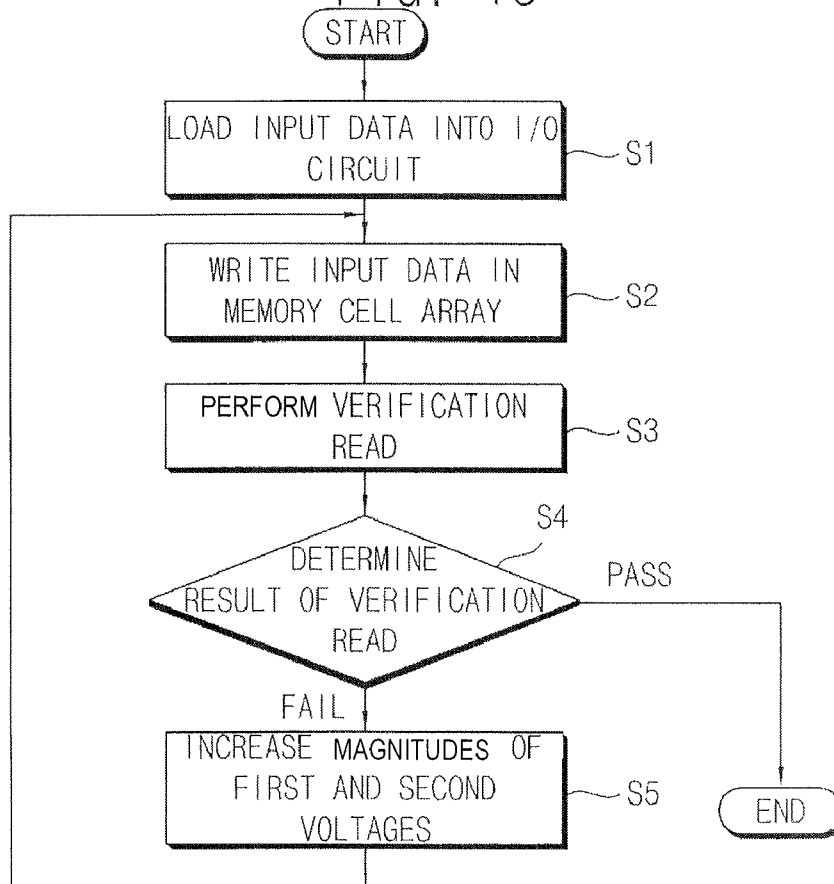 START
LOAD INPUT DATA INTO I/O
CIRCUIT
S1
WRITE INPUT DATA IN
MEMORY CELL ARRAY
S2
PERFORM VERIFICATION
READ
S3
S4
DETERMINE
RESULT OF VERIFICATION
READ
PASS
FAIL
INCREASE MAGNITUDES OF
FIRST AND SECOND
VOLTAGES
S5
END